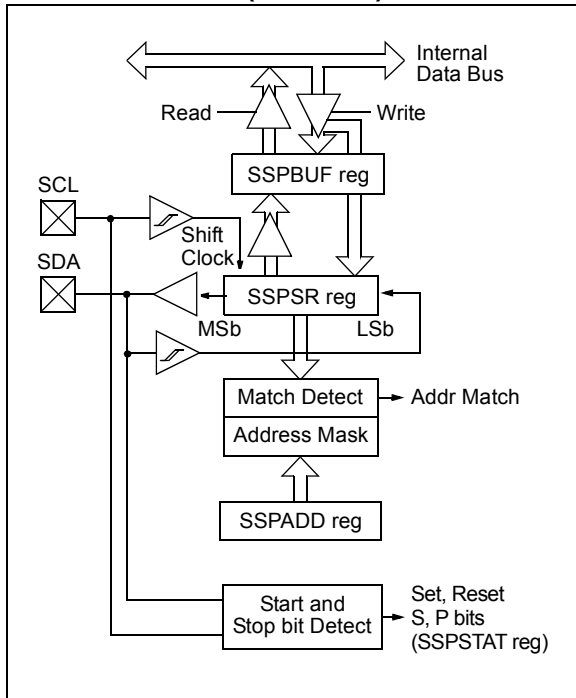 Internal
Data Bus
Read
Write
SSPBUF reg
SCL
Shift
Clock
SDA
SSPSR reg
MSb
LSb
Match Detect
Addr Match
Address Mask
SSPADD reg
Start and
Stop bit Detect
Set, Reset
S, P bits
(SSPSTAT reg)